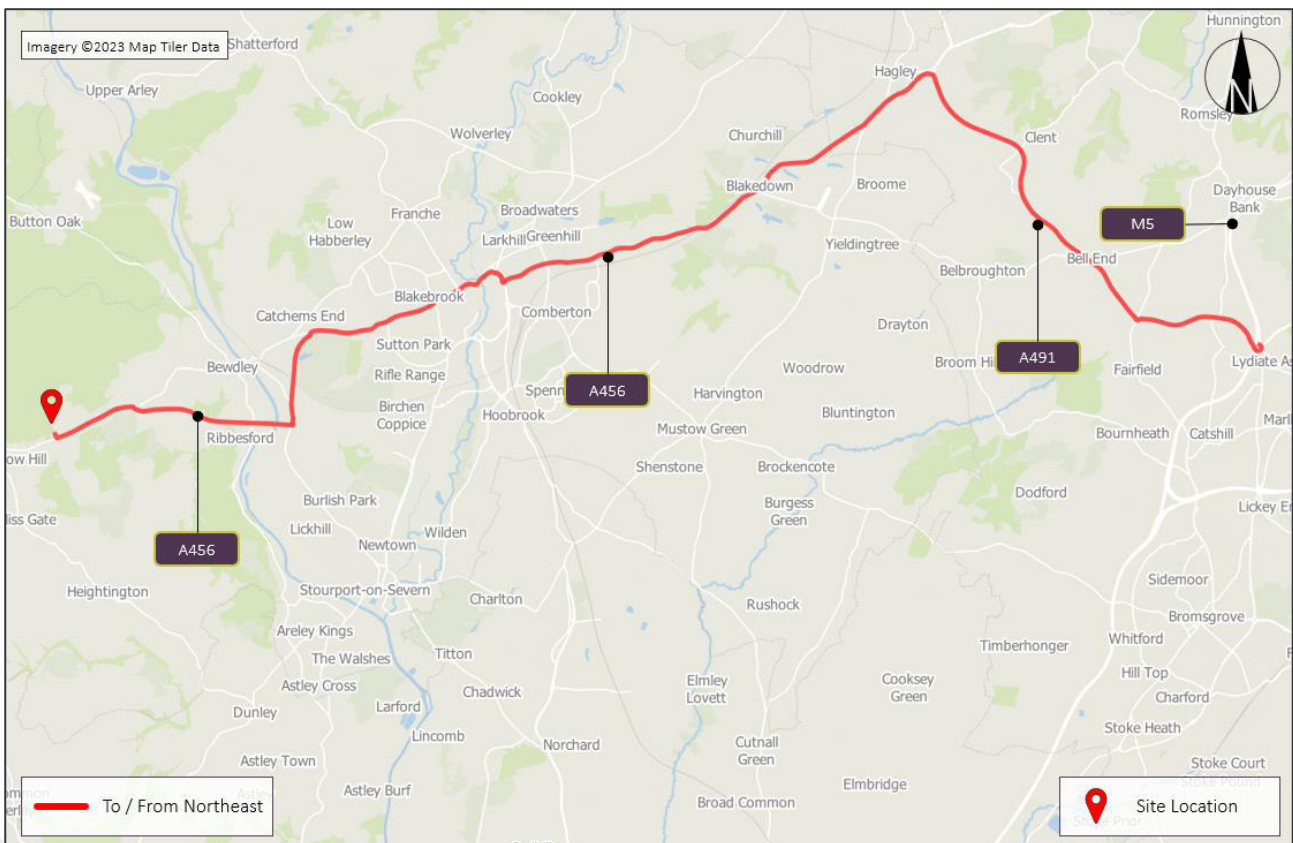 Hunnington
Imagery ©2023 Map Tiler Data
Shatterford
Hagley
Upper Arley
Cookley
N
Romsley
Wolverley
Churchill
Clent
Blakedown
Broome
Dayhouse
Bank
Button Oak
Franche
Broadwaters
Low
Habberley
Larkhill
Greenhill
M5
Yieldingtree
Bell End
Belbroughton
Blakebrook
Catchems End
Comberton
Drayton
Sutton Park
Bewdley
Rifle Range
Woodrow
A491
Fairfield
A456
Harvington
Birchen
Coppice
Hoobrook
Bluntington
Ribbesford
Mustow Green
Bournheath
Catshill
Shenstone
Brockencote
Burlish Park
Burgess
Green
Dodford
Lickhill
Wilden
A456
Newtown
Heightington
Stourport-on-Severn
Charlton
Rushock
Sidemoor
Bromsgrove
Areley Kings
Whitford
Timberhonger
The Walshes
Titton
Hill Top
Astley Cross
Chadwick
Elmley
Lovett
Cooksey
Green
Charford
Dunley
Larford
Stoke Heath
Lincomb
Norchard
Cutnall
Green
Astley Town
Stoke Court
Elmbridge
Stoke Pound
Astley Burf
Broad Common
To / From Northeast
Site Location
Stoke Prior